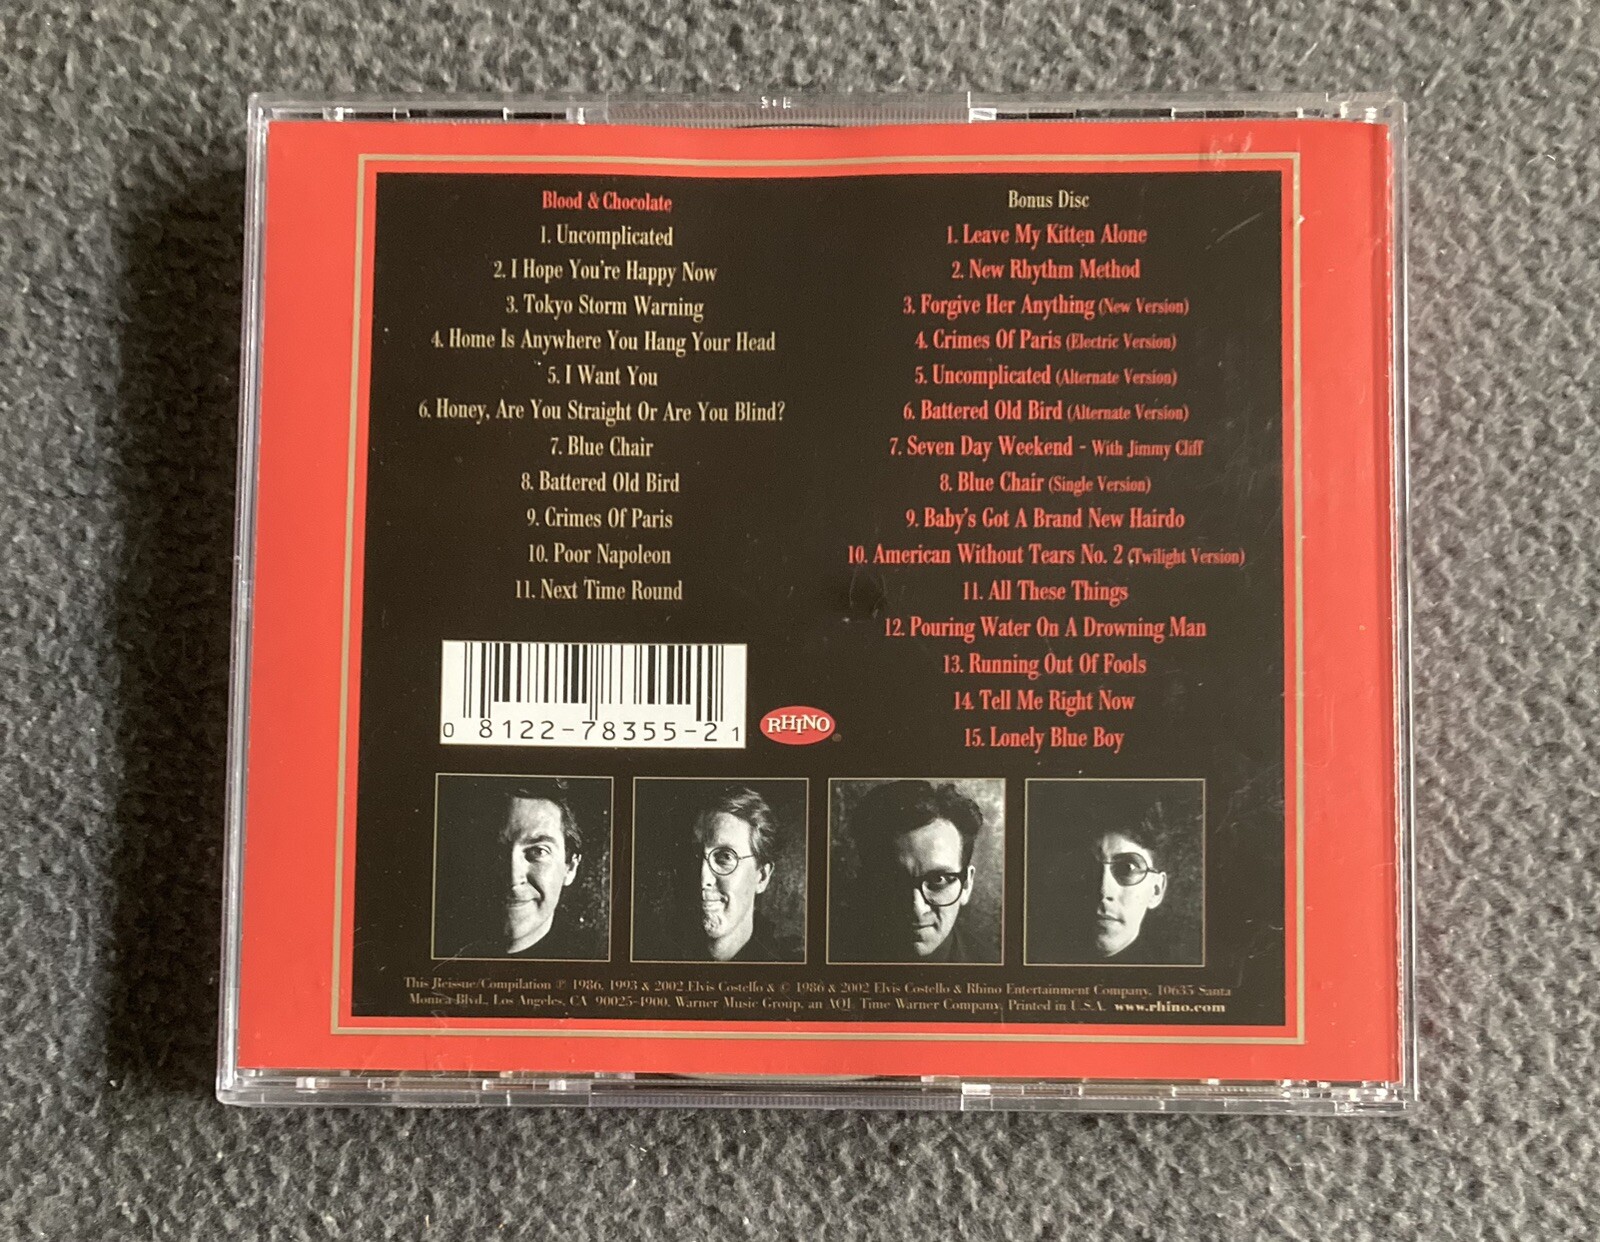 Blood & Chocolate
1. Uncomplicated
2. I Hope You're Happy Now
3. Tokyo Storm Warning
4. Home Is Anywhere You Hang Your Head
5. I Want You
6. Honey, Are You Straight Or Are You Blind?
7. Blue Chair
8. Battered Old Bird
9. Crimes Of Paris
10. Poor Napoleon
11. Next Time Round
Bonus Disc
1. Leave My Kitten Alone
2. New Rhythm Method
3. Forgive Her Anything (New Version)
4. Crimes Of Paris (Electric Version)
5. Uncomplicated (Alternate Version)
6. Battered Old Bird (Alternate Version)
7. Seven Day Weekend - With Jimmy Cliff
8. Blue Chair (Single Version)
9. Baby's Got A Brand New Hairdo
10. American Without Tears No. 2 (Twilight Version)
11. All These Things
12. Pouring Water On A Drowning Man
13. Running Out Of Fools
14. Tell Me Right Now
15. Lonely Blue Boy
0 8122-78355-2 1
RHINO®
This Reissue/Compilation ℗ 1986, 1993 & 2002 Elvis Costello & © 1986 & 2002 Elvis Costello & Rhino Entertainment Company, 10635 Santa
Monica Blvd., Los Angeles, CA 90025-4900. Warner Music Group, an AOL Time Warner Company. Printed in U.S.A. www.rhino.com